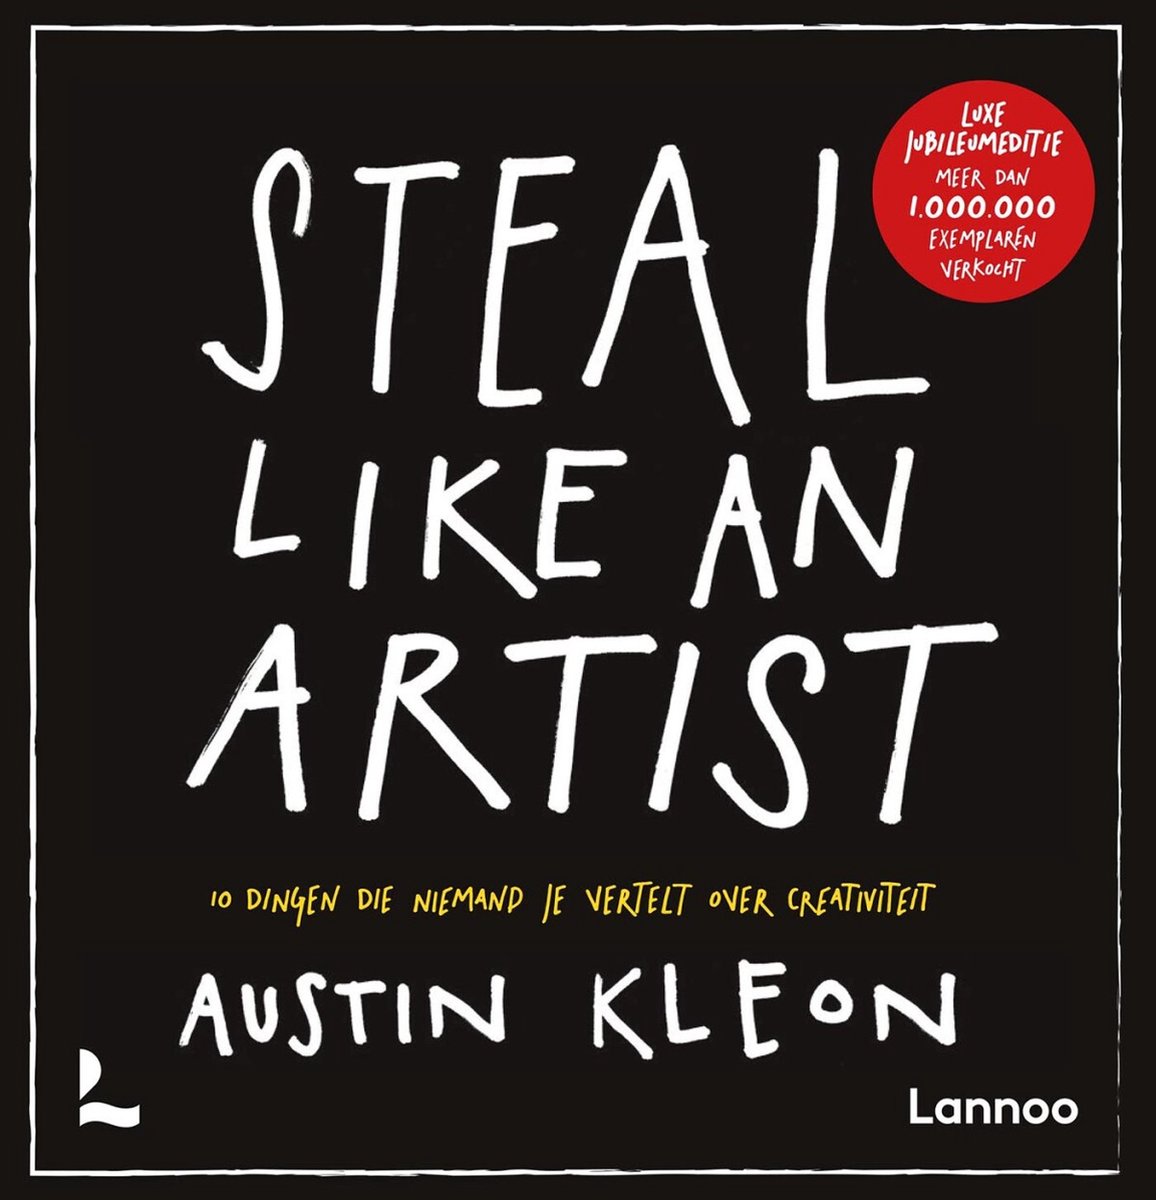 STEAL
LIKE AN
ARTIST
LUXE
JUBILEUMEDITIE
MEER DAN
1.000.000
EXEMPLAREN
VERKOCHT
10 DINGEN DIE NIEMAND JE VERTELT OVER CREATIVITEIT
AUSTIN KLEON
Lannoo